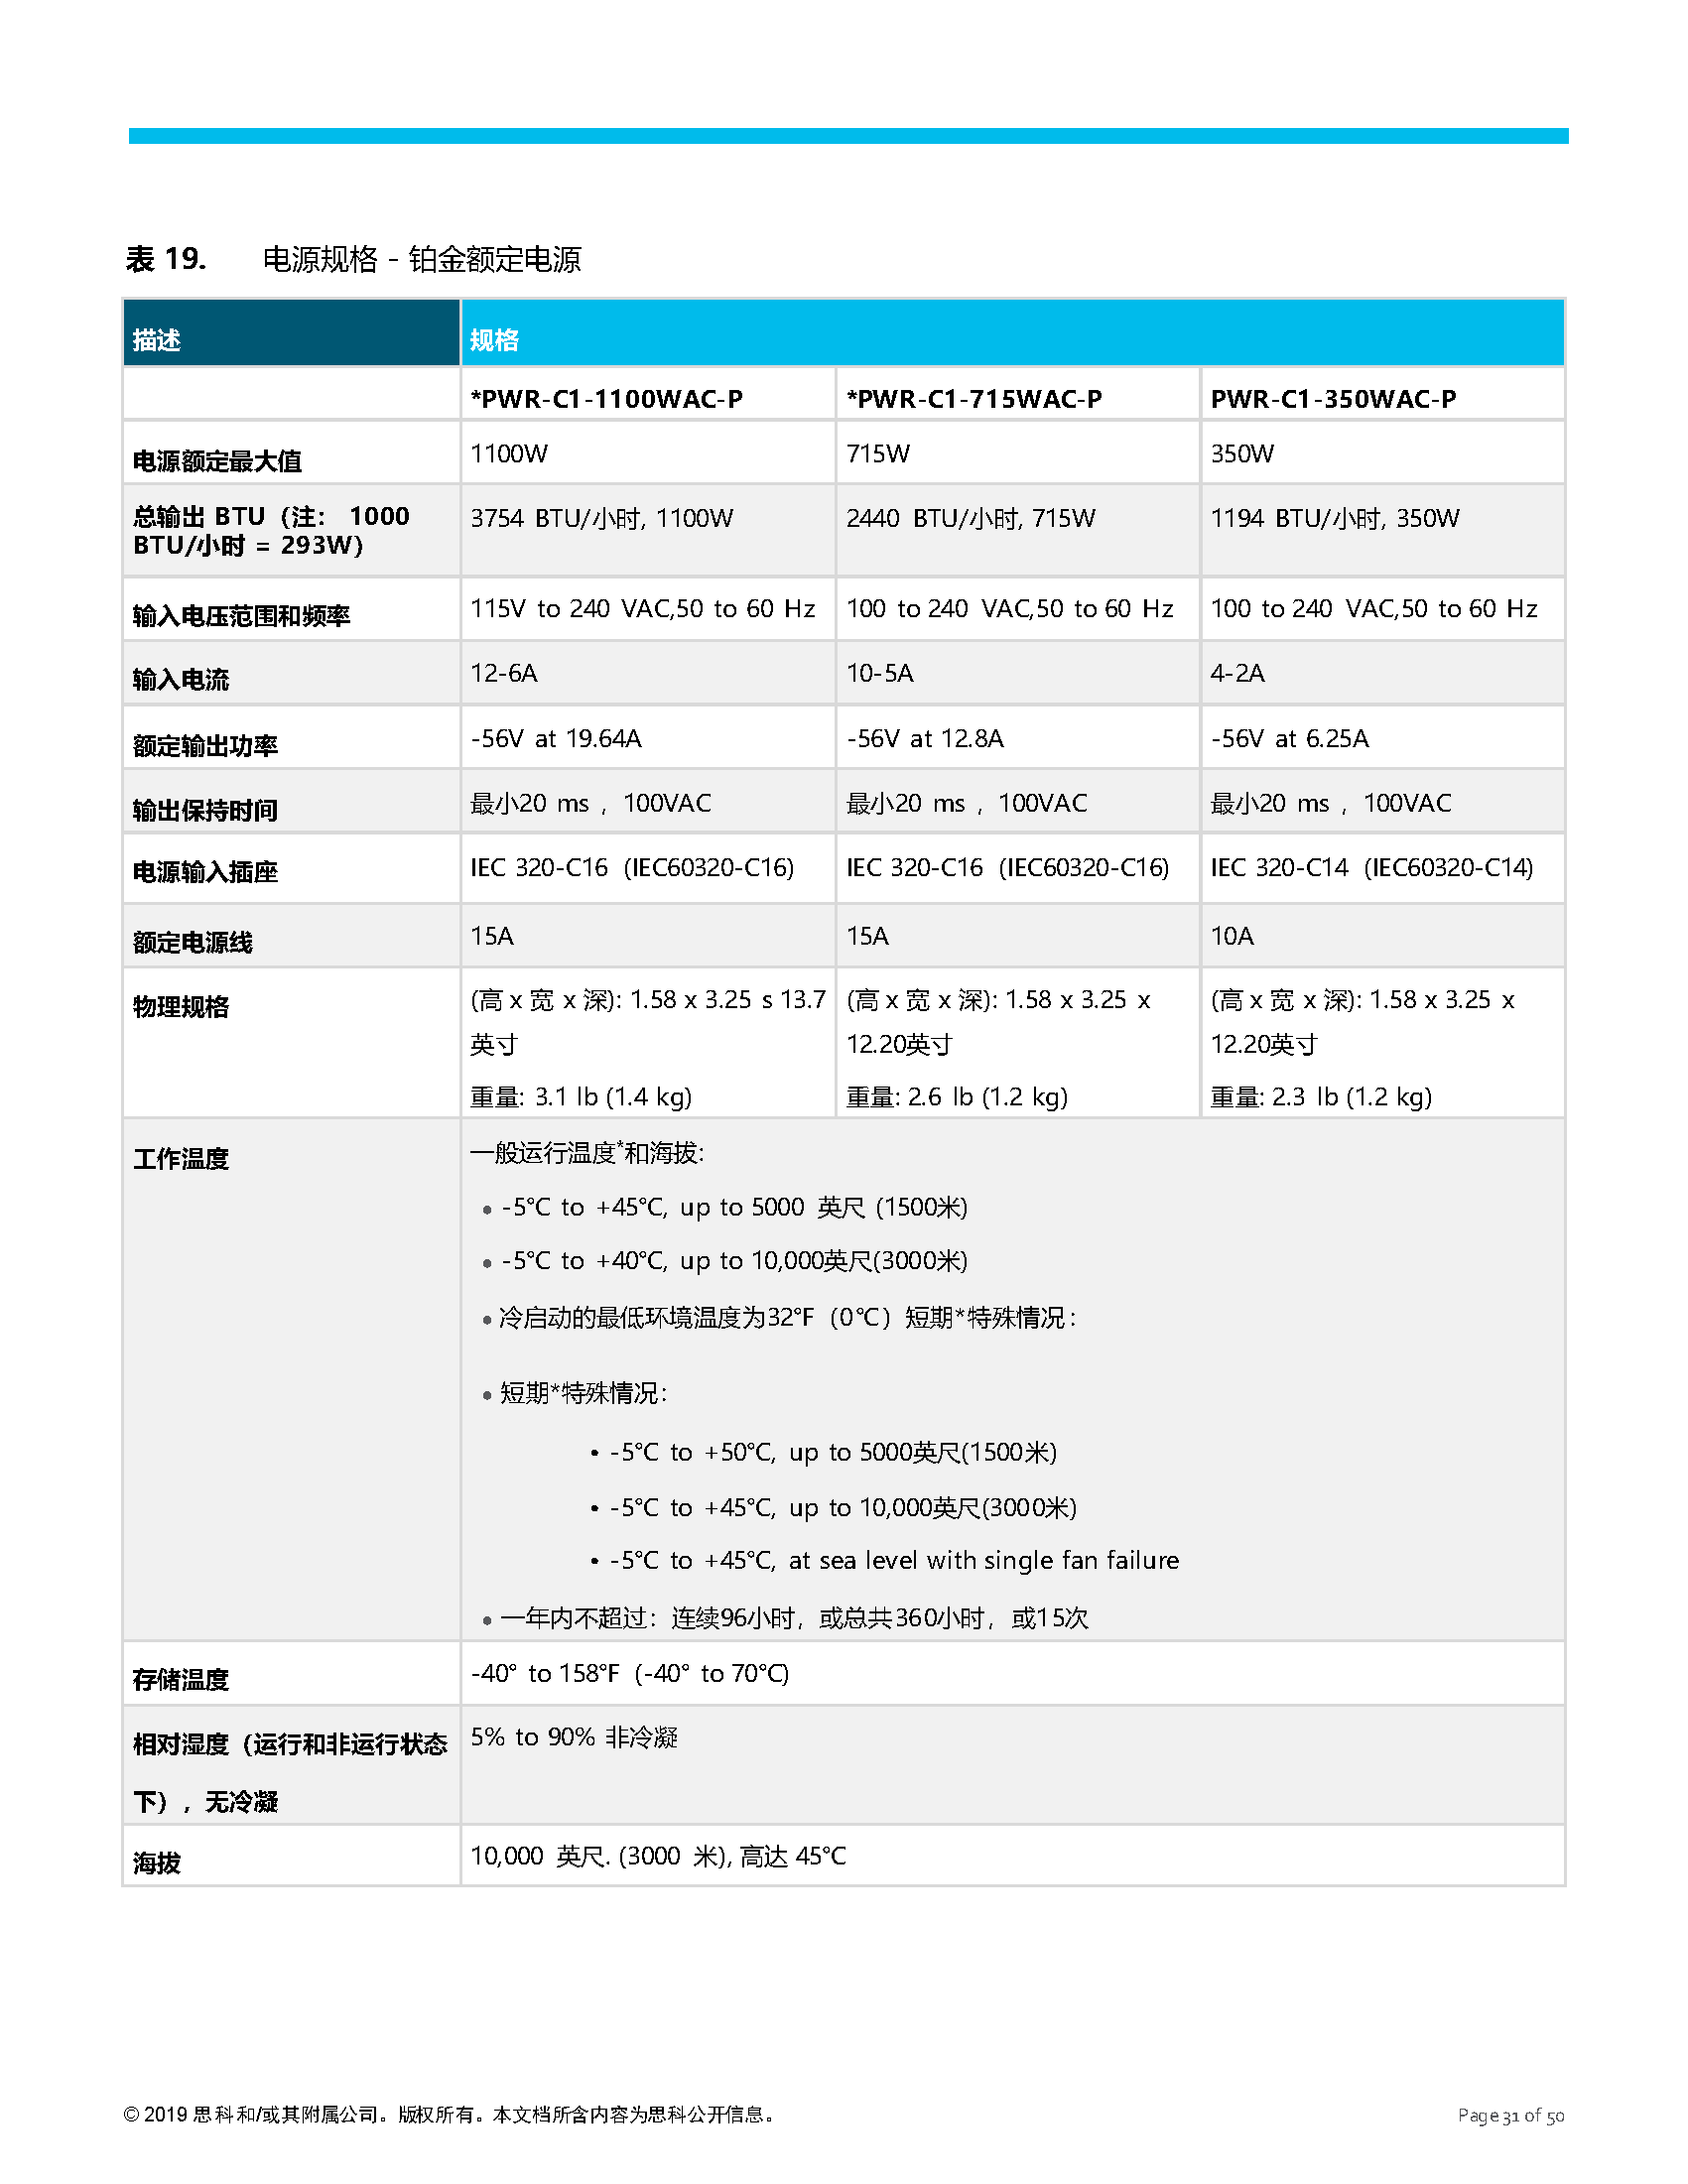 表 19. 电源规格 - 铂金额定电源
描述 规格
*PWR-C1-1100WAC-P *PWR-C1-715WAC-P PWR-C1-350WAC-P
电源额定最大值 1100W 715W 350W
总输出 BTU（注： 1000
BTU/小时 = 293W）
3754 BTU/小时, 1100W 2440 BTU/小时, 715W 1194 BTU/小时, 350W
输入电压范围和频率 115V to 240 VAC,50 to 60 Hz 100 to 240 VAC,50 to 60 Hz 100 to 240 VAC,50 to 60 Hz
输入电流 12-6A 10-5A 4-2A
额定输出功率 -56V at 19.64A -56V at 12.8A -56V at 6.25A
输出保持时间 最小20 ms ，100VAC 最小20 ms ，100VAC 最小20 ms ，100VAC
电源输入插座 IEC 320-C16 (IEC60320-C16) IEC 320-C16 (IEC60320-C16) IEC 320-C14 (IEC60320-C14)
额定电源线 15A 15A 10A
物理规格
(高 x 宽 x 深): 1.58 x 3.25 s 13.7
英寸
重量: 3.1 lb (1.4 kg)
(高 x 宽 x 深): 1.58 x 3.25 x
12.20英寸
重量: 2.6 lb (1.2 kg)
(高 x 宽 x 深): 1.58 x 3.25 x
12.20英寸
重量: 2.3 lb (1.2 kg)
工作温度 一般运行温度*和海拔:
● -5°C to +45°C, up to 5000 英尺 (1500米)
● -5°C to +40°C, up to 10,000英尺(3000米)
● 冷启动的最低环境温度为32°F（0℃）短期*特殊情况：
● 短期*特殊情况：
• -5°C to +50°C, up to 5000英尺(1500米)
• -5°C to +45°C, up to 10,000英尺(3000米)
• -5°C to +45°C, at sea level with single fan failure
● 一年内不超过：连续96小时，或总共360小时，或15次
存储温度 -40° to 158°F (-40° to 70°C)
相对湿度（运行和非运行状态
下），无冷凝
5% to 90% 非冷凝
海拔 10,000 英尺. (3000 米), 高达 45°C
© 2019 思科和/或其附属公司。版权所有。本文档所含内容为思科公开信息。 Page 31 of 50